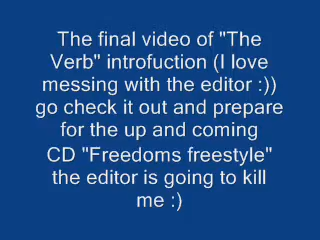 The final video of "The
Verb" introfuction (I love
messing with the editor :))
go check it out and prepare
for the up and coming
CD "Freedoms freestyle"
the editor is going to kill
me :)